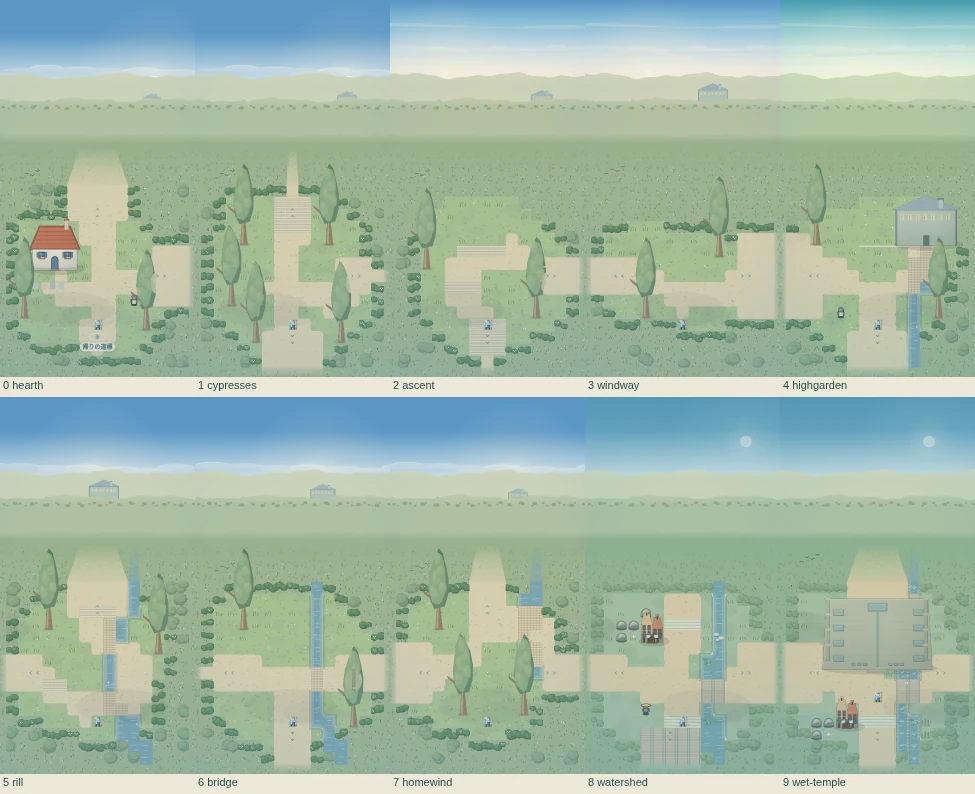 帰りの道標
0 hearth
1 cypresses
2 ascent
3 windway
4 highgarden
5 rill
6 bridge
7 homewind
8 watershed
9 wet-temple